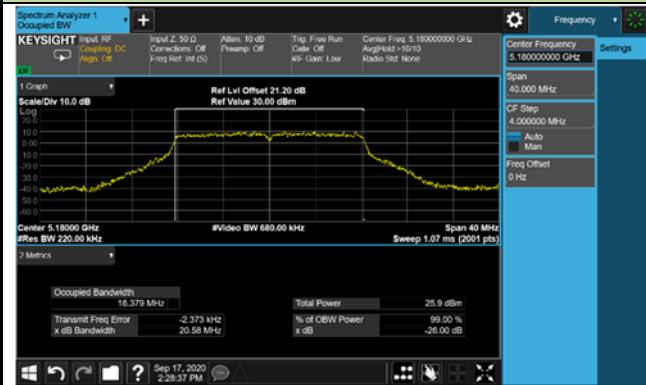 Spectrum Analyzer 1
Occupied BW
Frequency
KEYSIGHT Input: RF
Coupling: DC
Align: Off
Input Z: 50 Ω
Corrections: Off
Freq Ref: Int (S)
Atten: 10 dB
Preamp: Off
Trig: Free Run
Gate: Off
#IF Gain: Low
Center Freq: 5.180000000 GHz
Avg|Hold:>10/10
Radio Std: None
Center Frequency
5.180000000 GHz
Settings
Span
40.000 MHz
CF Step
4.000000 MHz
Auto
Man
Freq Offset
0 Hz
1 Graph
Scale/Div 10.0 dB
Ref Lvl Offset 21.20 dB
Ref Value 30.00 dBm
Log
20.0
10.0
0.00
-10.0
-20.0
-30.0
-40.0
-50.0
-60.0
Center 5.18000 GHz
#Res BW 220.00 kHz
#Video BW 680.00 kHz
Span 40 MHz
Sweep 1.07 ms (2001 pts)
2 Metrics
Occupied Bandwidth
16.379 MHz
Total Power 25.9 dBm
Transmit Freq Error -2.373 kHz
% of OBW Power 99.00 %
x dB Bandwidth 20.58 MHz
x dB -26.00 dB
Sep 17, 2020
2:28:37 PM